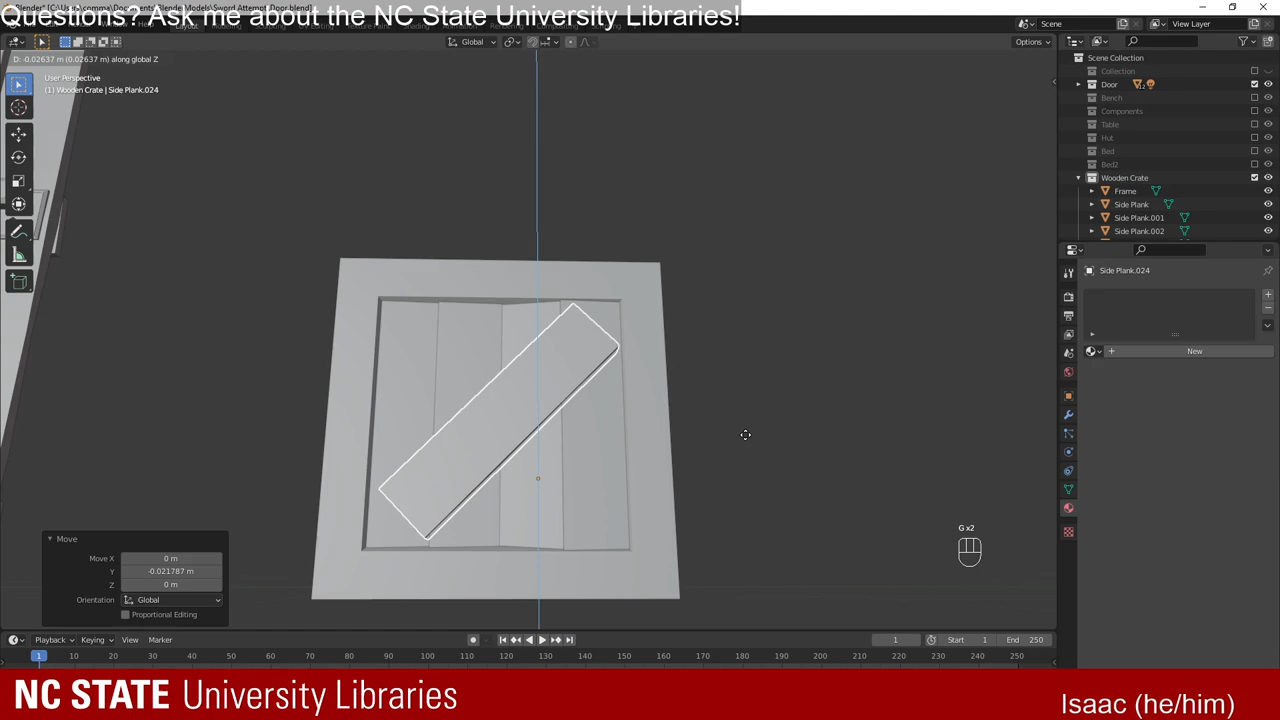 Questions? Ask me about the NC State University Libraries!
Scene
View Layer
Global
Options
D: -0.02637 m (0.02637 m) along global Z
User Perspective
(1) Wooden Crate | Side Plank.024
Scene Collection
Collection
Door
12
Bench
Components
Table
Hut
Bed
Bed2
Wooden Crate
Frame
Side Plank
Side Plank.001
Side Plank.002
Side Plank.024
New
G x2
Move
Move X 0 m
Y -0.021787 m
Z 0 m
Orientation Global
Proportional Editing
Playback Keying View Marker
1 Start 1 End 250
1 10 20 30 40 50 60 70 80 90 100 110 120 130 140 150 160 170 180 190 200 210 220 230 240 250
NC STATE University Libraries
Isaac (he/him)